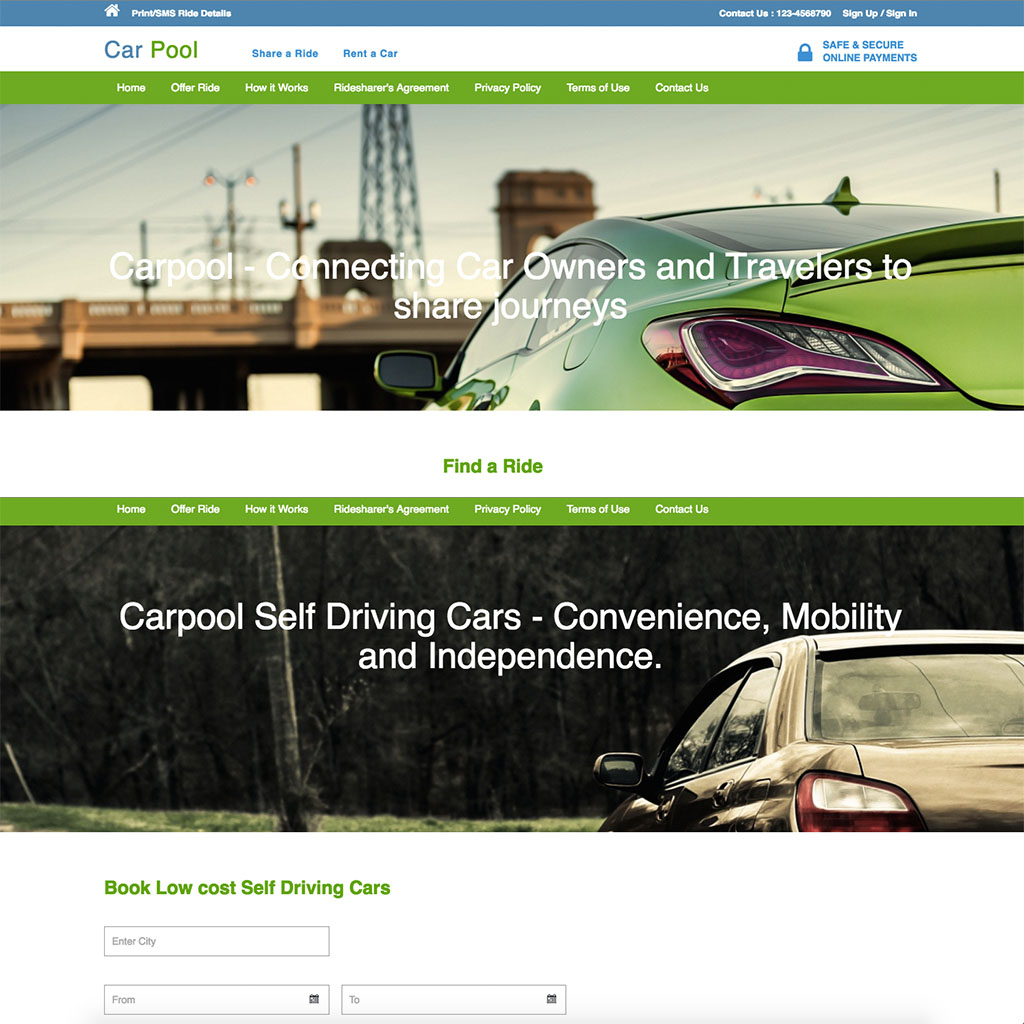 Print/SMS Ride Details
Contact Us : 123-4568790 Sign Up / Sign In
Car Pool
Share a Ride Rent a Car
SAFE & SECURE
ONLINE PAYMENTS
Home Offer Ride How it Works Ridesharer's Agreement Privacy Policy Terms of Use Contact Us
Carpool - Connecting Car Owners and Travelers to
share journeys
Find a Ride
Home Offer Ride How it Works Ridesharer's Agreement Privacy Policy Terms of Use Contact Us
Carpool Self Driving Cars - Convenience, Mobility
and Independence.
Book Low cost Self Driving Cars
Enter City
From To